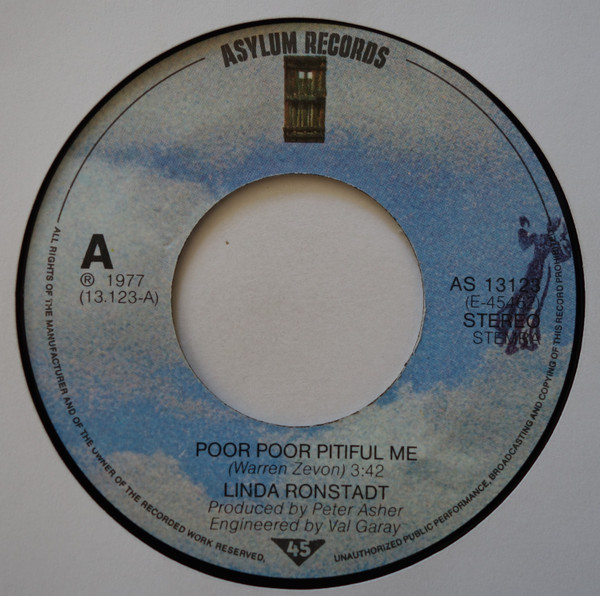 ASYLUM RECORDS
A
℗ 1977
(13.123-A)
AS 13123
STEREO
STEMRA
POOR POOR PITIFUL ME
(Warren Zevon) 3:42
LINDA RONSTADT
Produced by Peter Asher
Engineered by Val Garay
45
ALL RIGHTS OF THE MANUFACTURER AND OF THE OWNER OF THE RECORDED WORK RESERVED.
UNAUTHORIZED PUBLIC PERFORMANCE, BROADCASTING AND COPYING OF THIS RECORD PROHIBITED